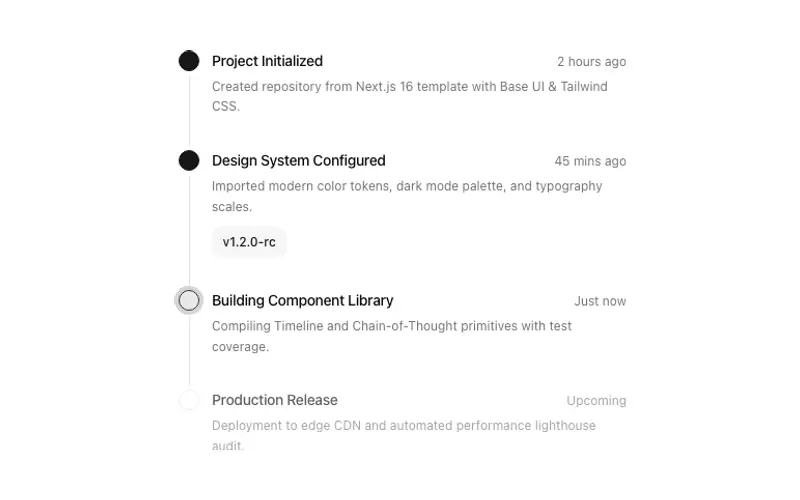 Project Initialized 2 hours ago
Created repository from Next.js 16 template with Base UI & Tailwind
CSS.
Design System Configured 45 mins ago
Imported modern color tokens, dark mode palette, and typography
scales.
v1.2.0-rc
Building Component Library Just now
Compiling Timeline and Chain-of-Thought primitives with test
coverage.
Production Release Upcoming
Deployment to edge CDN and automated performance lighthouse
audit.